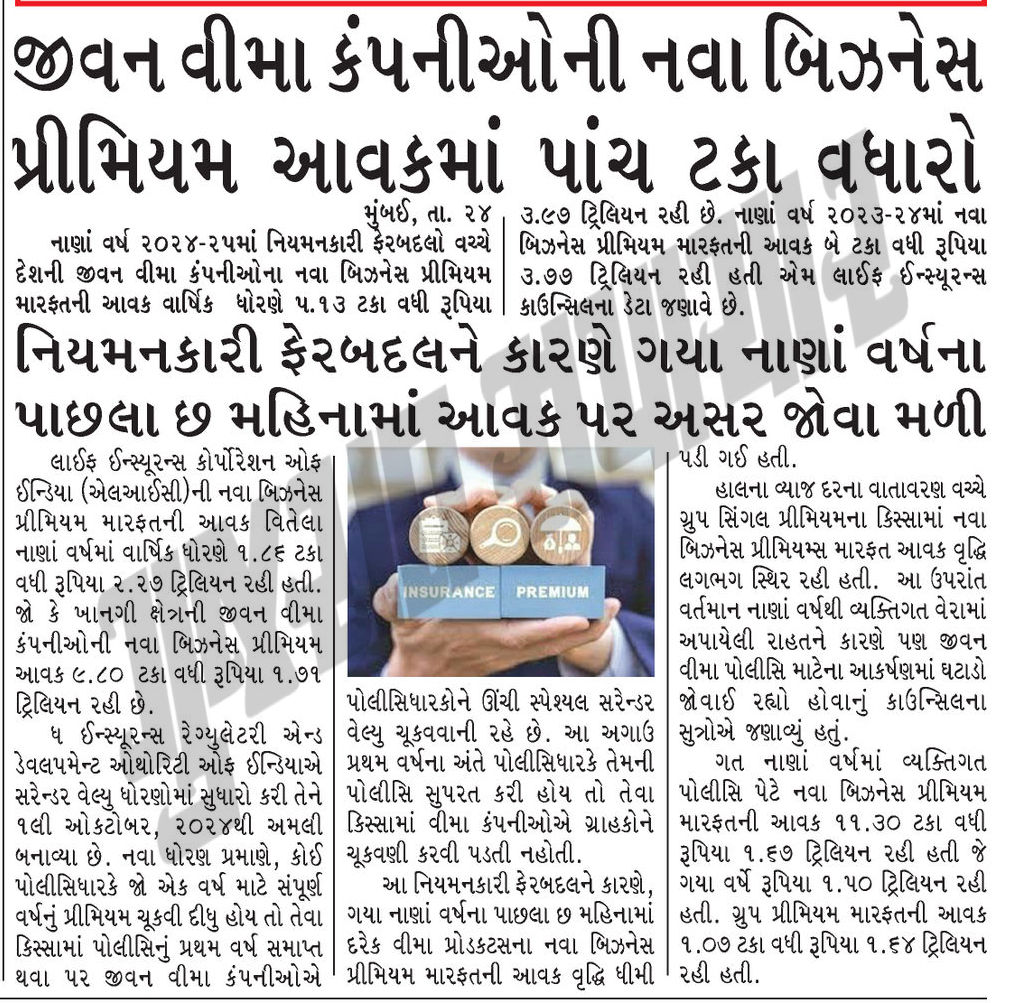 જીવન વીમા કંપનીઓની નવા બિઝનેસ
પ્રીમિયમ આવકમાં પાંચ ટકા વધારો
મુંબઈ, તા. ૨૪
નાણાં વર્ષ ૨૦૨૪-૨૫માં નિયમનકારી ફેરબદલો વચ્ચે
દેશની જીવન વીમા કંપનીઓના નવા બિઝનેસ પ્રીમિયમ
મારફતની આવક વાર્ષિક ધોરણે ૫.૧૩ ટકા વધી રૂપિયા
૩.૯૭ ટ્રિલિયન રહી છે. નાણાં વર્ષ ૨૦૨૩-૨૪માં નવા
બિઝનેસ પ્રીમિયમ મારફતની આવક બે ટકા વધી રૂપિયા
૩.૭૭ ટ્રિલિયન રહી હતી એમ લાઈફ ઈન્સ્યૂરન્સ
કાઉન્સિલના ડેટા જણાવે છે.
નિયમનકારી ફેરબદલને કારણે ગયા નાણાં વર્ષના
પાછલા છ મહિનામાં આવક પર અસર જોવા મળી
લાઈફ ઈન્સ્યૂરન્સ કોર્પોરેશન ઓફ
ઈન્ડિયા (એલઆઈસી)ની નવા બિઝનેસ
પ્રીમિયમ મારફતની આવક વિતેલા
નાણાં વર્ષમાં વાર્ષિક ધોરણે ૧.૮૬ ટકા
વધી રૂપિયા ૨.૨૭ ટ્રિલિયન રહી હતી.
જો કે ખાનગી ક્ષેત્રાની જીવન વીમા
કંપનીઓની નવા બિઝનેસ પ્રીમિયમ
આવક ૯.૮૦ ટકા વધી રૂપિયા ૧.૭૧
ટ્રિલિયન રહી છે.
ધ ઈન્સ્યૂરન્સ રેગ્યુલેટરી એન્ડ
ડેવલપમેન્ટ ઓથોરિટી ઓફ ઈન્ડિયાએ
સરેન્ડર વેલ્યુ ધોરણોમાં સુધારો કરી તેને
૧લી ઓકટોબર, ૨૦૨૪થી અમલી
બનાવ્યા છે. નવા ધોરણ પ્રમાણે, કોઈ
પોલીસિધારકે જો એક વર્ષ માટે સંપૂર્ણ
વર્ષનું પ્રીમિયમ ચૂકવી દીધુ હોય તો તેવા
કિસ્સામાં પોલીસિનું પ્રથમ વર્ષ સમાપ્ત
થવા પર જીવન વીમા કંપનીઓએ
INSURANCE PREMIUM
પોલીસિધારકોને ઊંચી સ્પેશ્યલ સરેન્ડર
વેલ્યુ ચૂકવવાની રહે છે. આ અગાઉ
પ્રથમ વર્ષના અંતે પોલીસિધારકે તેમની
પોલીસિ સુપરત કરી હોય તો તેવા
કિસ્સામાં વીમા કંપનીઓએ ગ્રાહકોને
ચૂકવણી કરવી પડતી નહોતી.
આ નિયમનકારી ફેરબદલને કારણે,
ગયા નાણાં વર્ષના પાછલા છ મહિનામાં
દરેક વીમા પ્રોડકટસના નવા બિઝનેસ
પ્રીમિયમ મારફતની આવક વૃદ્ધિ ધીમી
પડી ગઈ હતી.
હાલના વ્યાજ દરના વાતાવરણ વચ્ચે
ગ્રુપ સિંગલ પ્રીમિયમના કિસ્સામાં નવા
બિઝનેસ પ્રીમિયમ્સ મારફત આવક વૃદ્ધિ
લગભગ સ્થિર રહી હતી. આ ઉપરાંત
વર્તમાન નાણાં વર્ષથી વ્યક્તિગત વેરામાં
અપાયેલી રાહતને કારણે પણ જીવન
વીમા પોલિસિ માટેના આકર્ષણમાં ઘટાડો
જોવાઈ રહ્યો હોવાનું કાઉન્સિલના
સુત્રોએ જણાવ્યું હતું.
ગત નાણાં વર્ષમાં વ્યક્તિગત
પોલીસિ પેટે નવા બિઝનેસ પ્રીમિયમ
મારફતની આવક ૧૧.૩૦ ટકા વધી
રૂપિયા ૧.૬૭ ટ્રિલિયન રહી હતી જે
ગયા વર્ષે રૂપિયા ૧.૫૦ ટ્રિલિયન રહી
હતી. ગ્રુપ પ્રીમિયમ મારફતની આવક
૧.૦૭ ટકા વધી રૂપિયા ૧.૬૪ ટ્રિલિયન
રહી હતી.
ગુજરાત સમાચાર